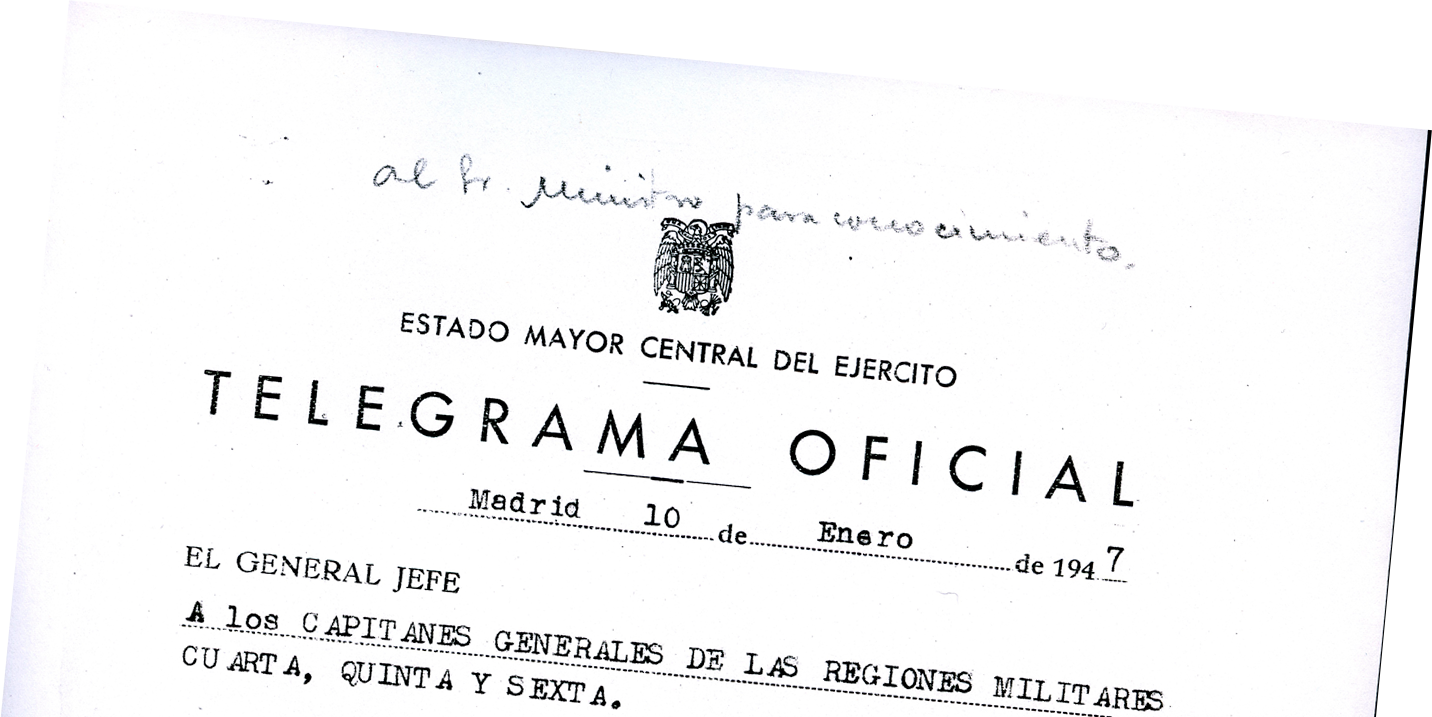 al Sr. Ministro para conocimiento.
ESTADO MAYOR CENTRAL DEL EJERCITO
TELEGRAMA OFICIAL
Madrid 10 de Enero de 1947
EL GENERAL JEFE
A los CAPITANES GENERALES DE LAS REGIONES MILITARES
CUARTA, QUINTA Y SEXTA.